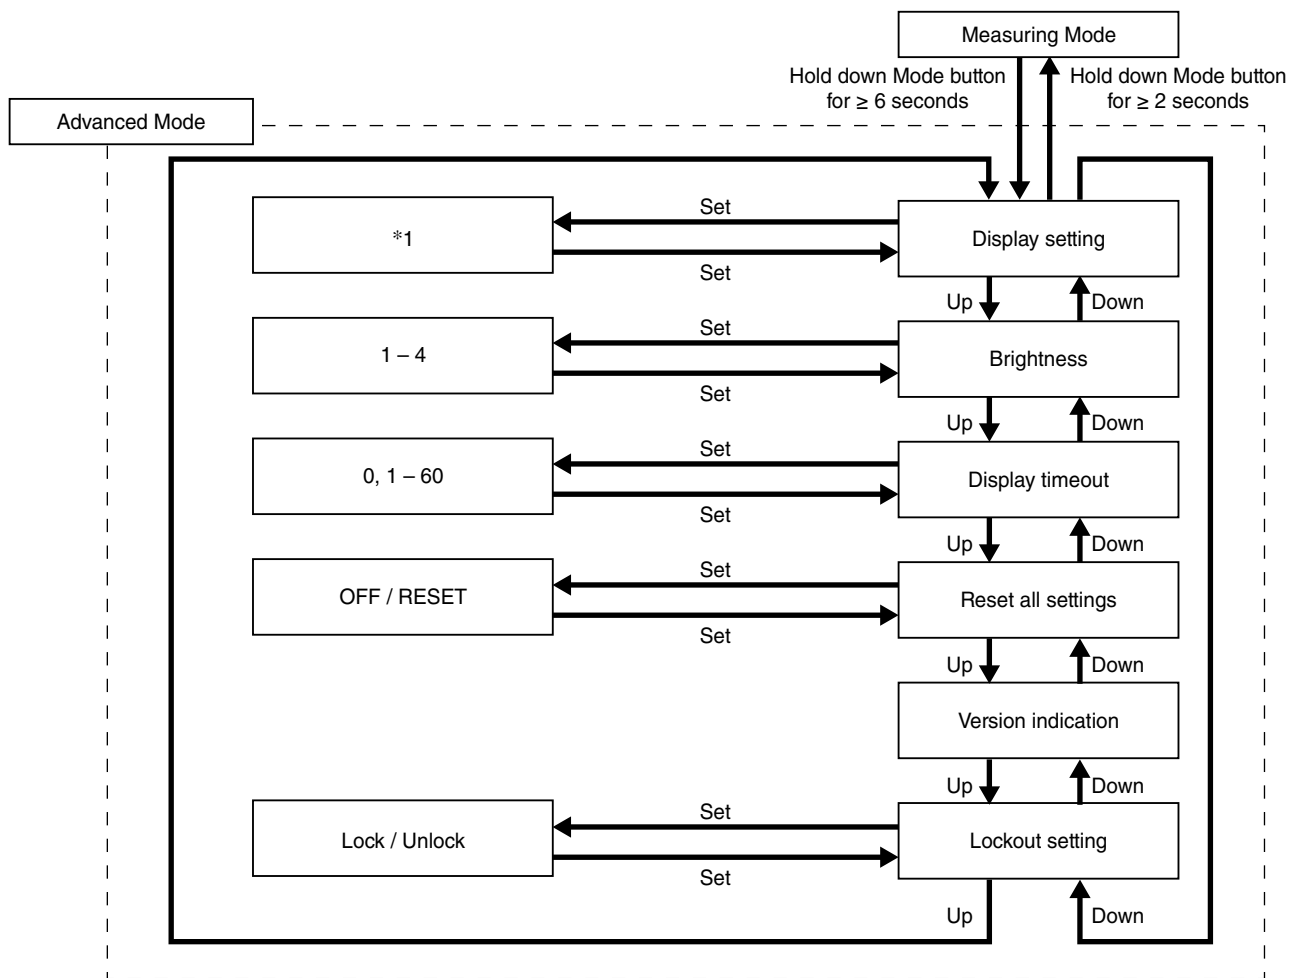 Measuring Mode
Hold down Mode button
for ≥ 6 seconds
Hold down Mode button
for ≥ 2 seconds
Advanced Mode
Set
*1
Display setting
Set
Up
Down
Set
1 – 4
Brightness
Set
Up
Down
Set
0, 1 – 60
Display timeout
Set
Up
Down
Set
OFF / RESET
Reset all settings
Set
Up
Down
Version indication
Up
Down
Set
Lock / Unlock
Lockout setting
Set
Up
Down